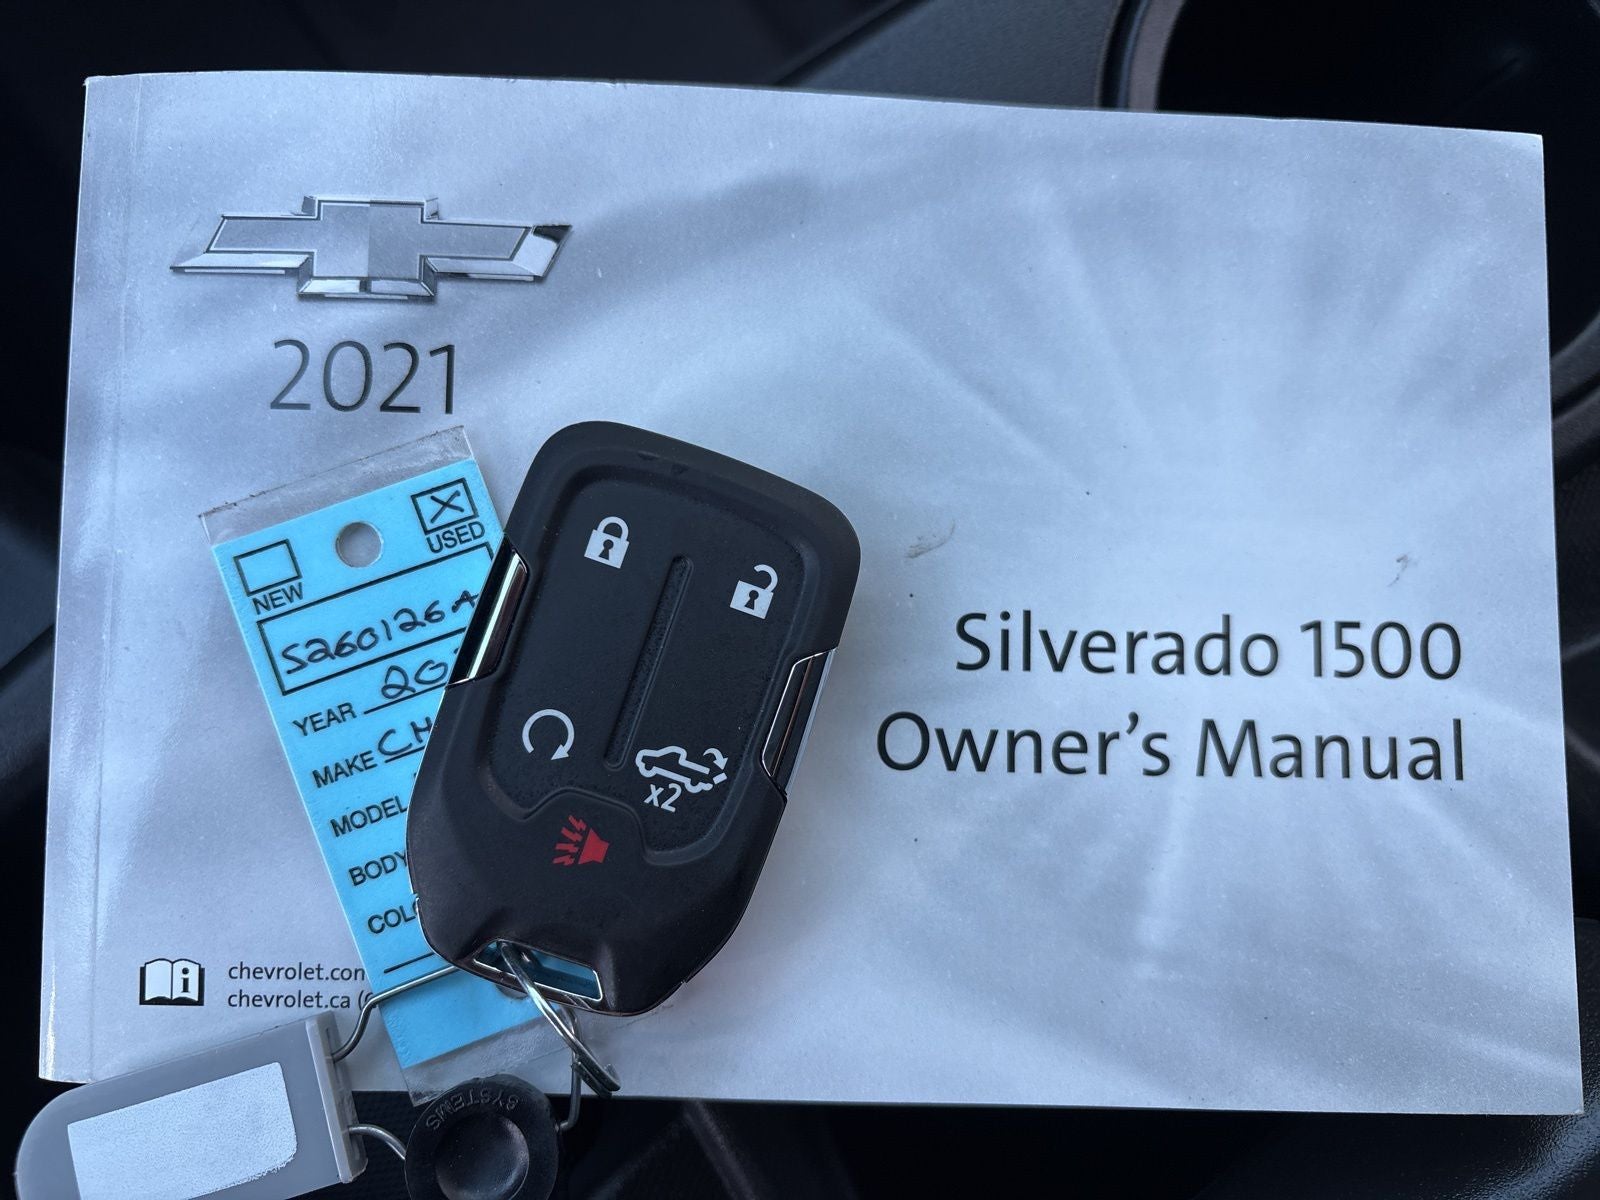 2021
USED
NEW
S260126A
YEAR 20
MAKE CH
MODEL
BODY
COLO
x2
Silverado 1500
Owner's Manual
i
chevrolet.com
chevrolet.ca (
SYSTEMS